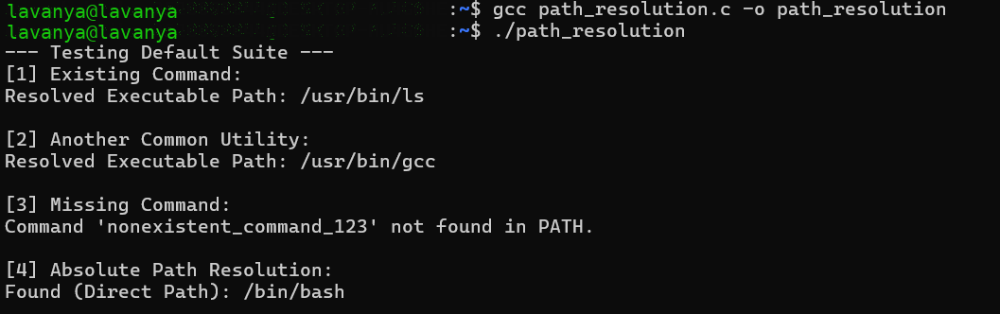 lavanya@lavanya :~$ gcc path_resolution.c -o path_resolution
lavanya@lavanya :~$ ./path_resolution
--- Testing Default Suite ---
[1] Existing Command:
Resolved Executable Path: /usr/bin/ls
[2] Another Common Utility:
Resolved Executable Path: /usr/bin/gcc
[3] Missing Command:
Command 'nonexistent_command_123' not found in PATH.
[4] Absolute Path Resolution:
Found (Direct Path): /bin/bash